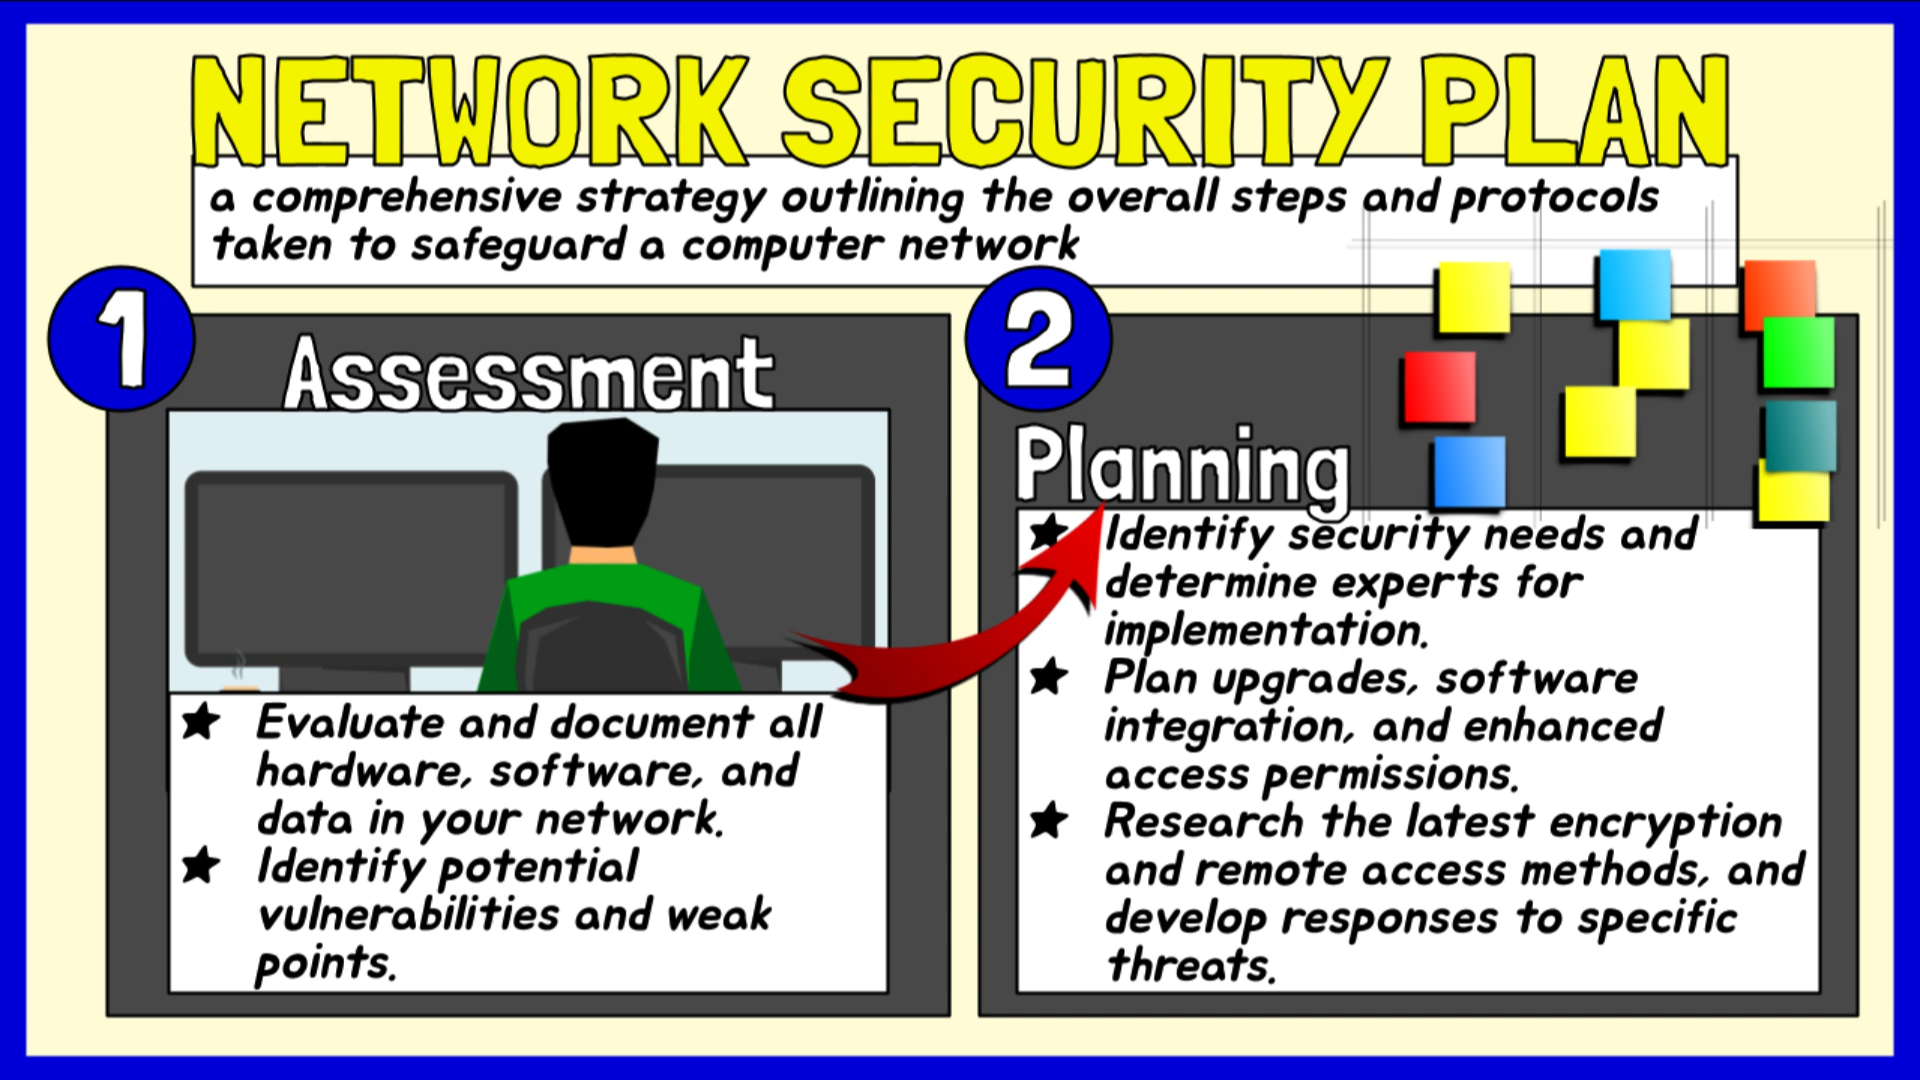 NETWORK SECURITY PLAN
a comprehensive strategy outlining the overall steps and protocols
taken to safeguard a computer network
1
Assessment
Evaluate and document all
hardware, software, and
data in your network.
Identify potential
vulnerabilities and weak
points.
2
Planning
Identify security needs and
determine experts for
implementation.
Plan upgrades, software
integration, and enhanced
access permissions.
Research the latest encryption
and remote access methods, and
develop responses to specific
threats.